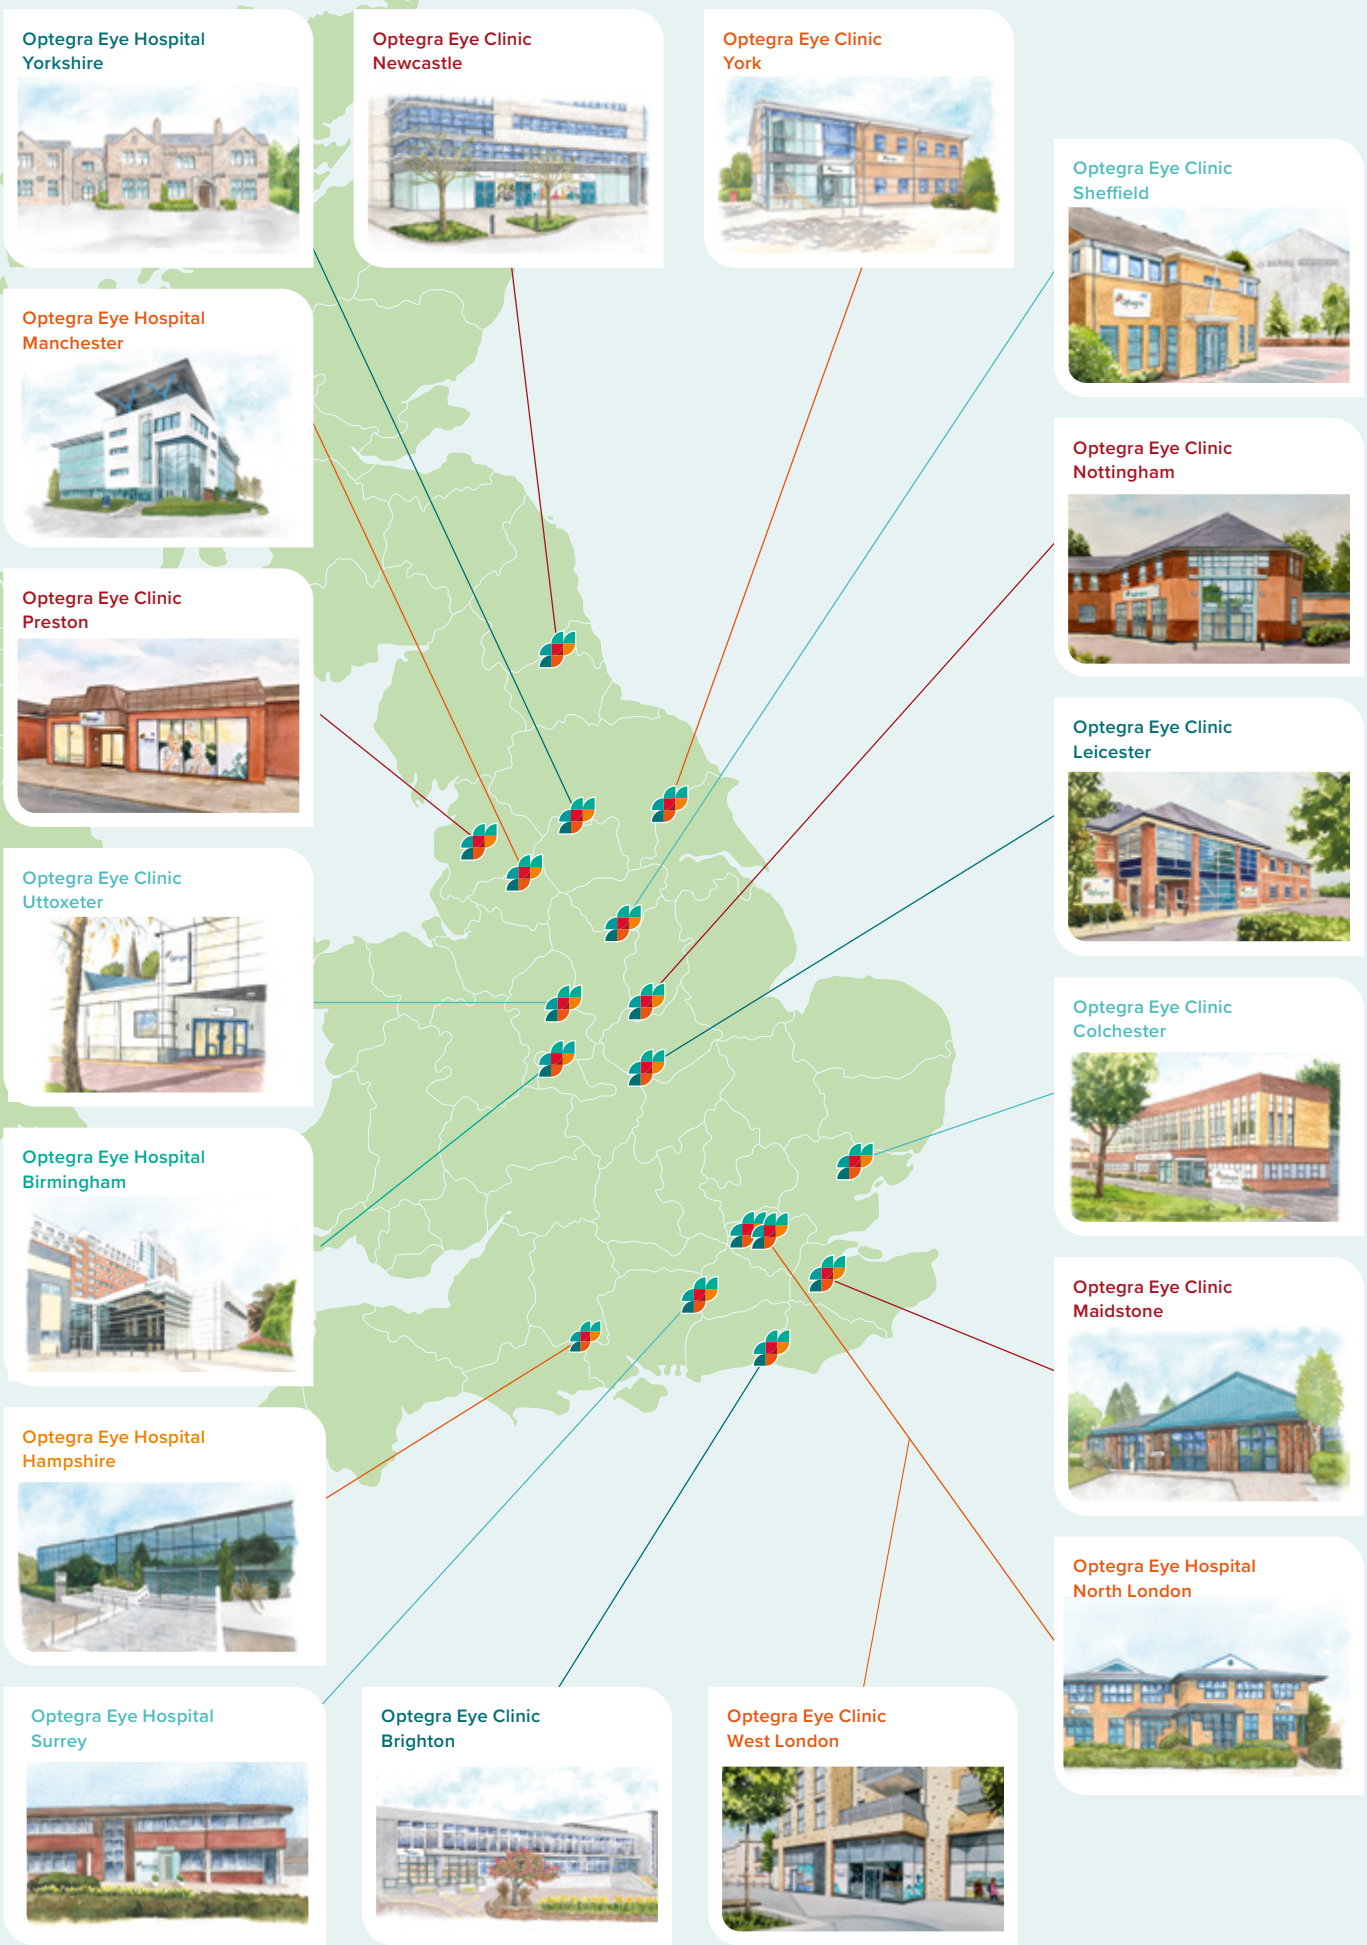 Optegra Eye Hospital
Yorkshire
Optegra Eye Clinic
Newcastle
Optegra Eye Clinic
York
Optegra Eye Clinic
Sheffield
Optegra Eye Hospital
Manchester
Optegra Eye Clinic
Nottingham
Optegra Eye Clinic
Preston
Optegra Eye Clinic
Leicester
Optegra Eye Clinic
Uttoxeter
Optegra Eye Clinic
Colchester
Optegra Eye Hospital
Birmingham
Optegra Eye Clinic
Maidstone
Optegra Eye Hospital
Hampshire
Optegra Eye Hospital
North London
Optegra Eye Hospital
Surrey
Optegra Eye Clinic
Brighton
Optegra Eye Clinic
West London